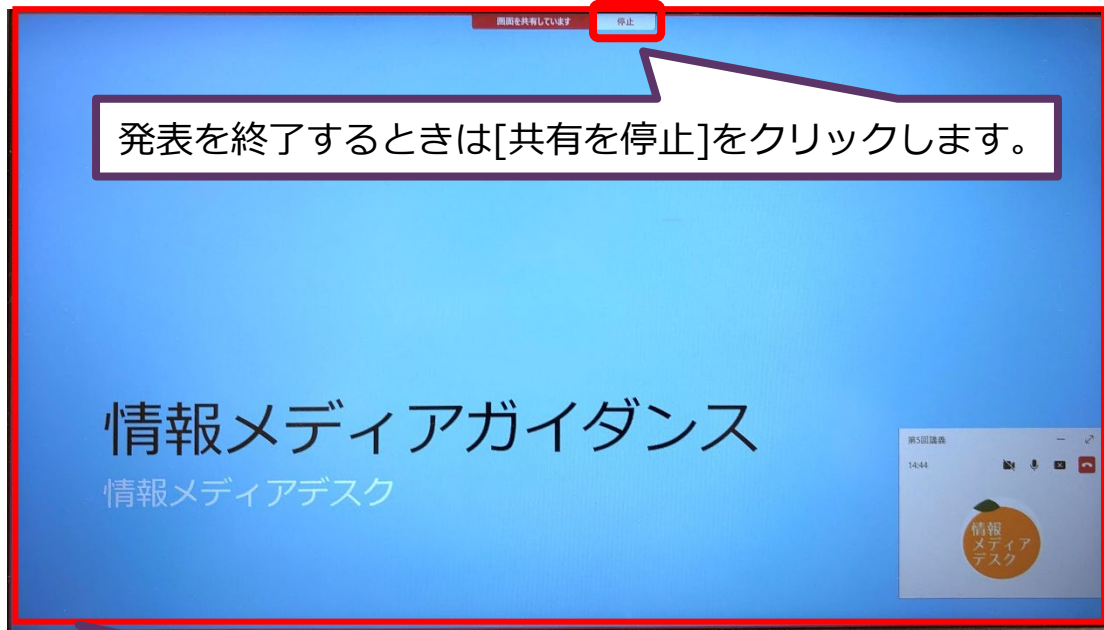 画面を共有しています
停止
発表を終了するときは[共有を停止]をクリックします。
情報メディアガイダンス
情報メディアデスク
第5回講義
14:44
情報
メディア
デスク